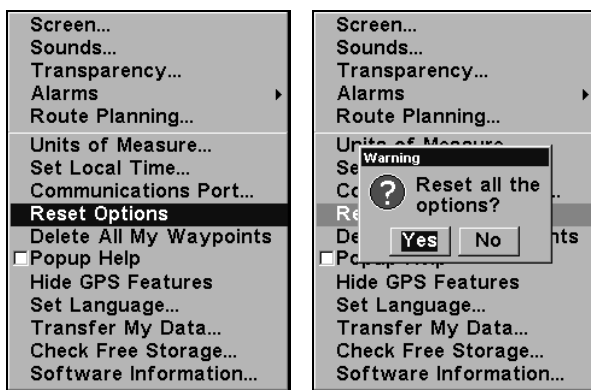 Screen...
Sounds...
Transparency...
Alarms
Route Planning...
Units of Measure...
Set Local Time...
Communications Port...
Reset Options
Delete All My Waypoints
Popup Help
Hide GPS Features
Set Language...
Transfer My Data...
Check Free Storage...
Software Information...
Screen...
Sounds...
Transparency...
Alarms
Route Planning...
Units of Measure
Warning
Reset all the
options?
Yes No
Popup Help
Hide GPS Features
Set Language...
Transfer My Data...
Check Free Storage...
Software Information...